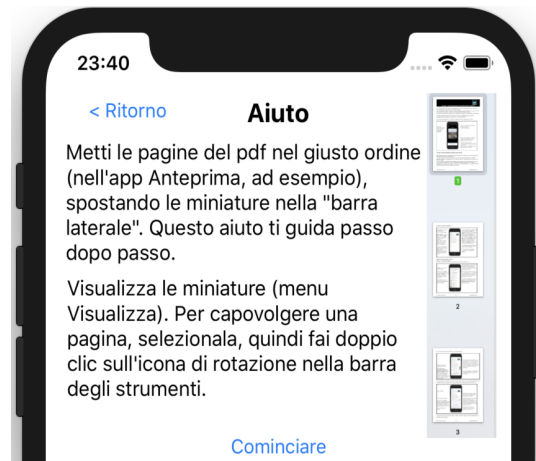 23:40
< Ritorno
Aiuto
Metti le pagine del pdf nel giusto ordine
(nell'app Anteprima, ad esempio),
spostando le miniature nella "barra
laterale". Questo aiuto ti guida passo
dopo passo.
Visualizza le miniature (menu
Visualizza). Per capovolgere una
pagina, selezionala, quindi fai doppio
clic sull'icona di rotazione nella barra
degli strumenti.
1
2
3
Cominciare